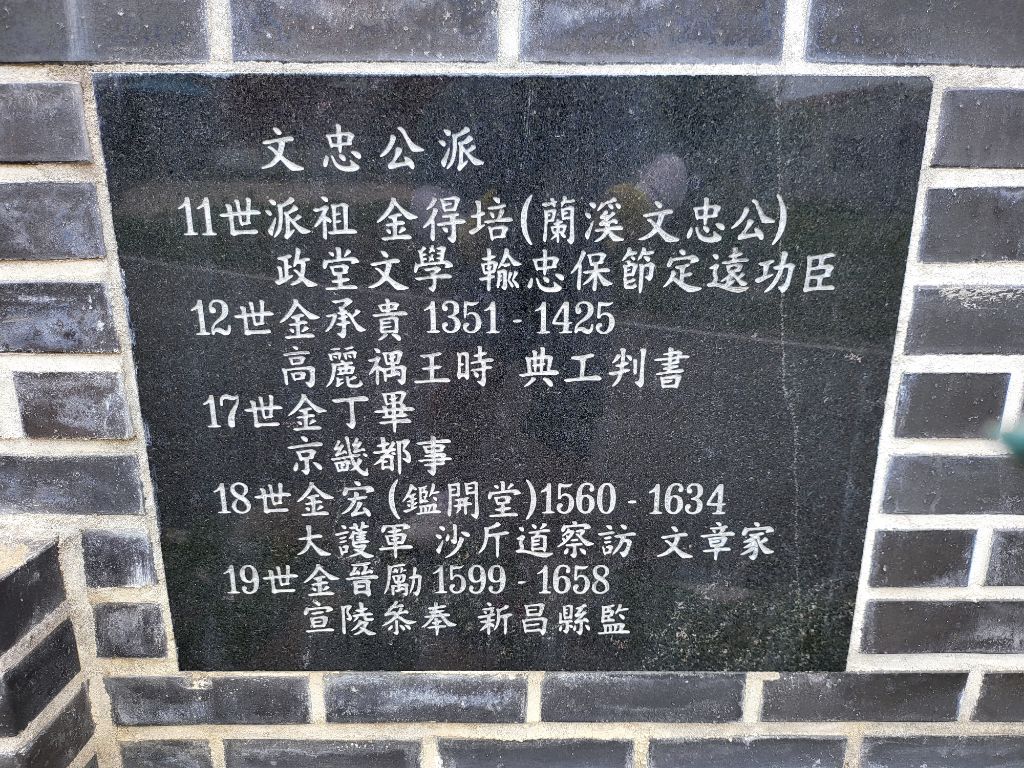 文忠公派
11世派祖 金得培(蘭溪 文忠公)
政堂文學 輸忠保節定遠功臣
12世金承貴 1351 - 1425
高麗禑王時 典工判書
17世金丁畢
京畿都事
18世金宏(鑑開堂)1560 - 1634
大護軍 沙斤道察訪 文章家
19世金晉勵 1599 - 1658
宣陵叅奉 新昌縣監